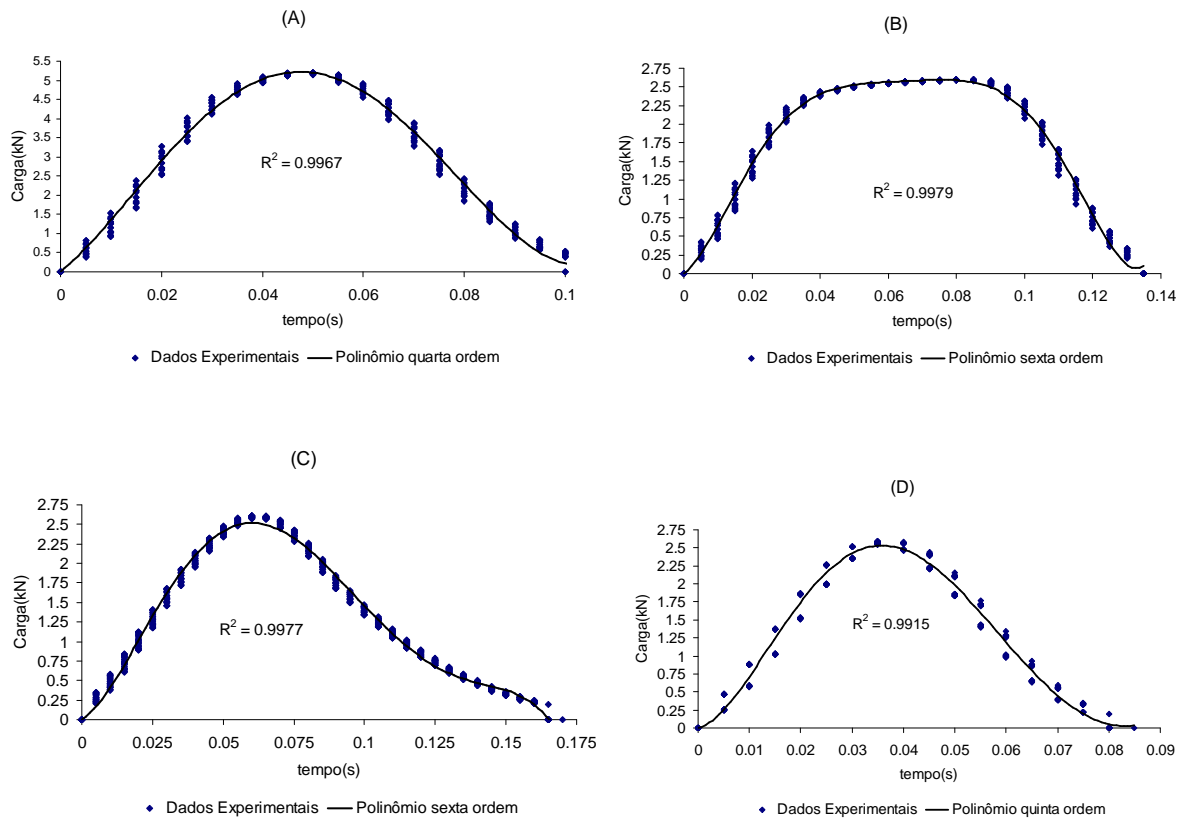 (A)
5.5
5
4.5
4
3.5
3
2.5
2
1.5
1
0.5
0
Carga(kN)
R² = 0.9967
0 0.02 0.04 0.06 0.08 0.1
tempo(s)
Dados Experimentais Polinômio quarta ordem
(B)
2.75
2.5
2.25
2
1.75
1.5
1.25
1
0.75
0.5
0.25
0
Carga(kN)
R² = 0.9979
0 0.02 0.04 0.06 0.08 0.1 0.12 0.14
tempo(s)
Dados Experimentais Polinômio sexta ordem
(C)
2.75
2.5
2.25
2
1.75
1.5
1.25
1
0.75
0.5
0.25
0
Carga(kN)
R² = 0.9977
0 0.025 0.05 0.075 0.1 0.125 0.15 0.175
tempo(s)
Dados Experimentais Polinômio sexta ordem
(D)
2.75
2.5
2.25
2
1.75
1.5
1.25
1
0.75
0.5
0.25
0
Carga(kN)
R² = 0.9915
0 0.01 0.02 0.03 0.04 0.05 0.06 0.07 0.08 0.09
tempo(s)
Dados Experimentais Polinômio quinta ordem